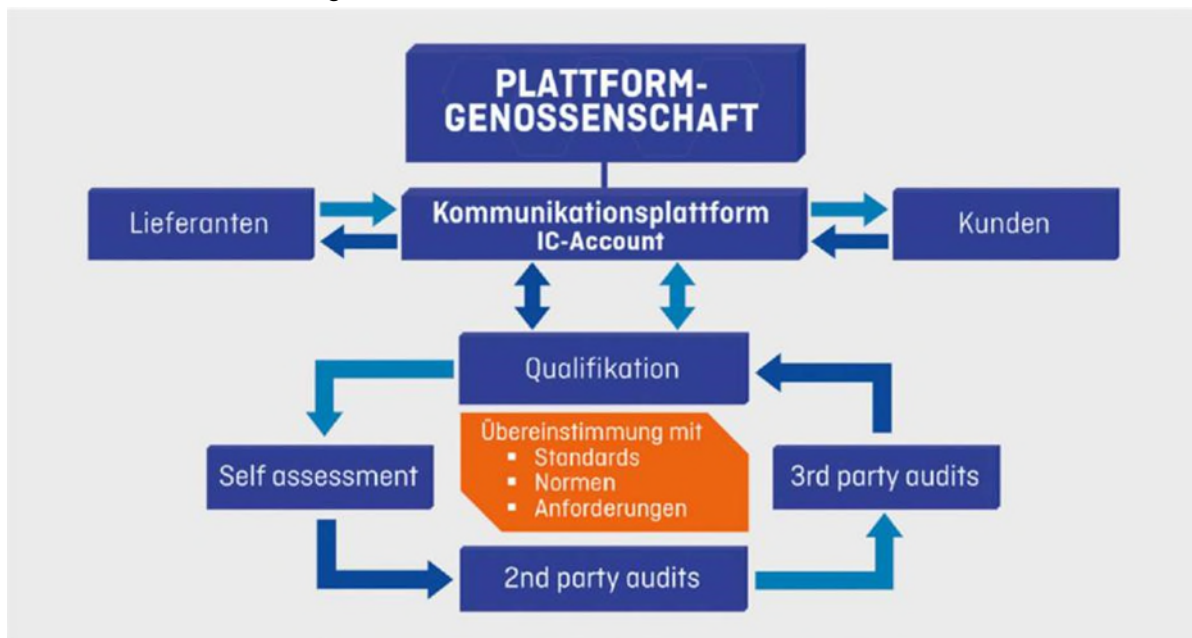 PLATTFORM-
GENOSSENSCHAFT
Lieferanten
Kommunikationsplattform
IC-Account
Kunden
Qualifikation
Übereinstimmung mit
▪ Standards
▪ Normen
▪ Anforderungen
Self assessment
3rd party audits
2nd party audits